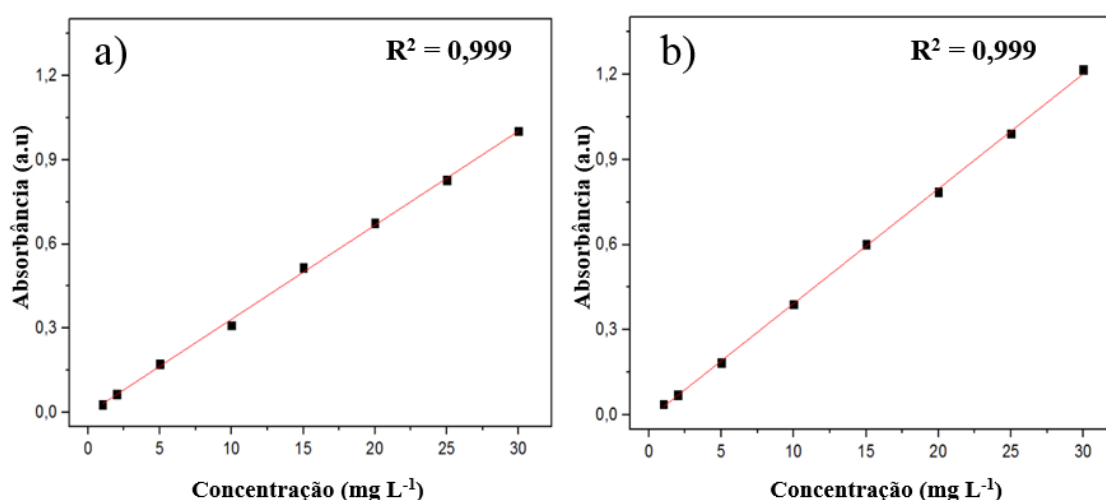 a)
R² = 0,999
Absorbância (a.u)
1,2
0,9
0,6
0,3
0,0
0 5 10 15 20 25 30
Concentração (mg L⁻¹)
b)
R² = 0,999
Absorbância (a.u)
1,2
0,9
0,6
0,3
0,0
0 5 10 15 20 25 30
Concentração (mg L⁻¹)